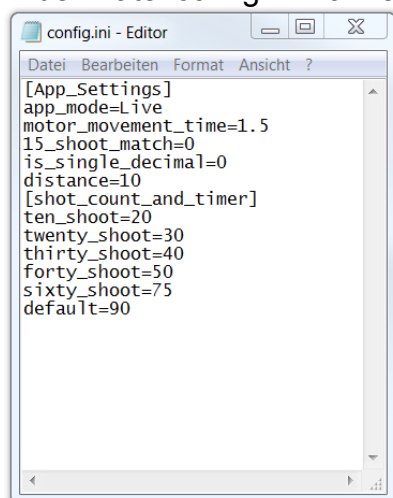 config.ini - Editor
Datei Bearbeiten Format Ansicht ?
[App_Settings]
app_mode=Live
motor_movement_time=1.5
15_shoot_match=0
is_single_decimal=0
distance=10
[shot_count_and_timer]
ten_shoot=20
twenty_shoot=30
thirty_shoot=40
forty_shoot=50
sixty_shoot=75
default=90